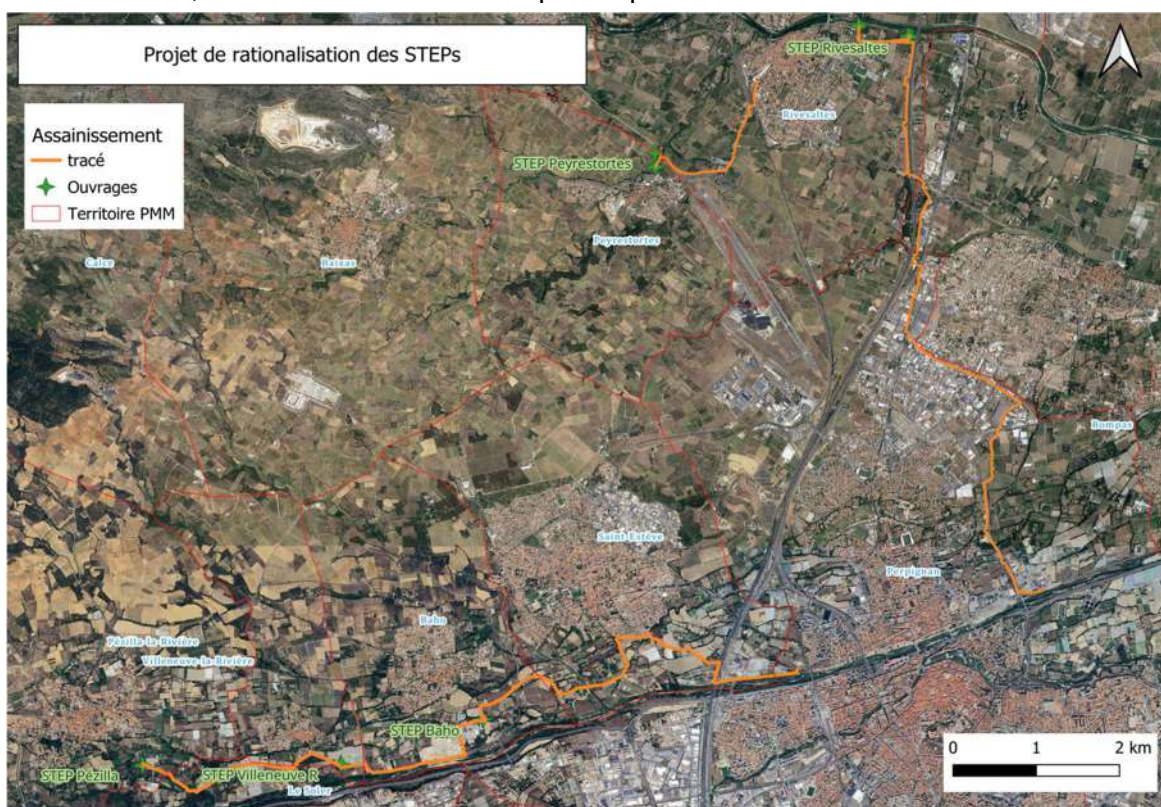 Projet de rationalisation des STEPs
Assainissement
tracé
Ouvrages
Territoire PMM
STEP Rivesaltes
Rivesaltes
STEP Peyrestortes
Peyrestortes
Calce
Baixas
Bompas
Saint-Estève
Perpignan
Baho
Pézilla-la-Rivière
Villeneuve-la-Rivière
STEP Baho
STEP Pézilla
STEP Villeneuve R
Le Soler
0 1 2 km